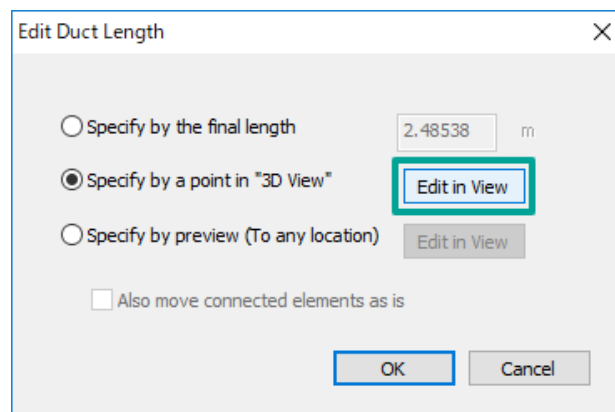 Edit Duct Length
Specify by the final length 2.48538 m
Specify by a point in "3D View" Edit in View
Specify by preview (To any location) Edit in View
Also move connected elements as is
OK Cancel